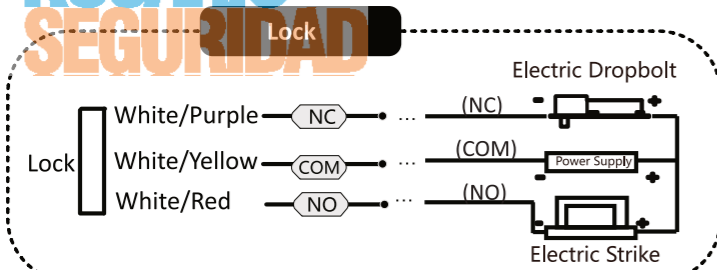 SEGURIDAD
Lock
Electric Dropbolt
White/Purple NC ... (NC) - +
Lock White/Yellow COM ... (COM) Power Supply - +
White/Red NO ... (NO) - +
Electric Strike